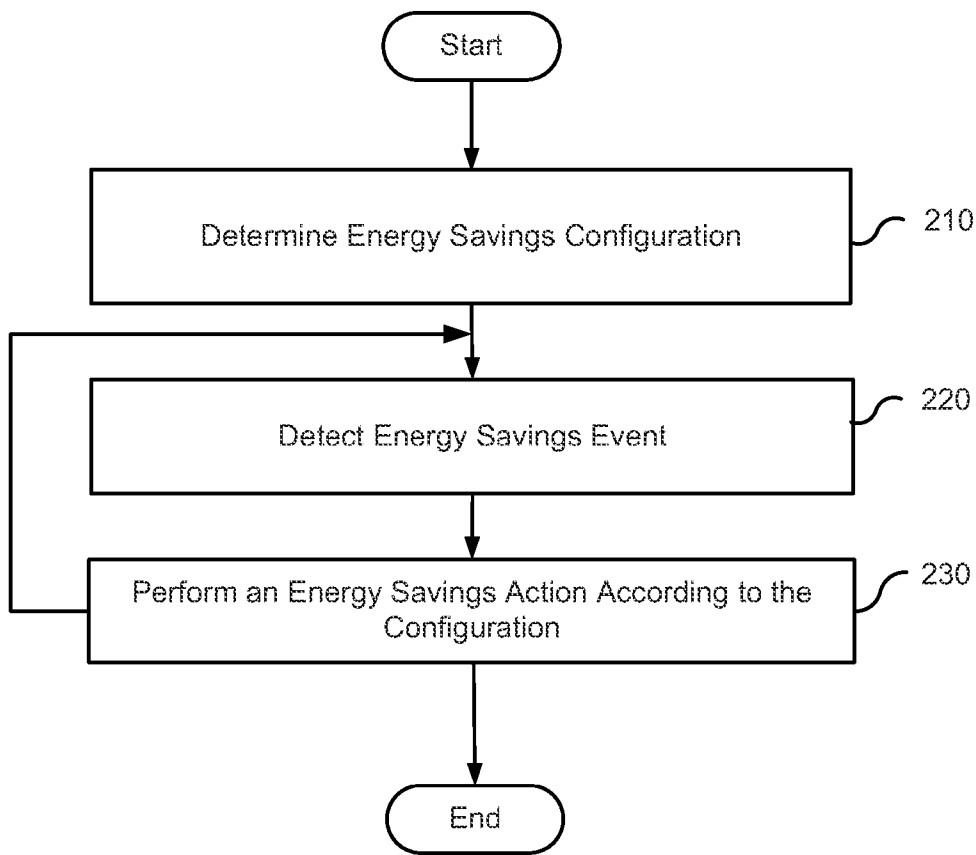 Start
Determine Energy Savings Configuration
210
Detect Energy Savings Event
220
Perform an Energy Savings Action According to the
Configuration
230
End